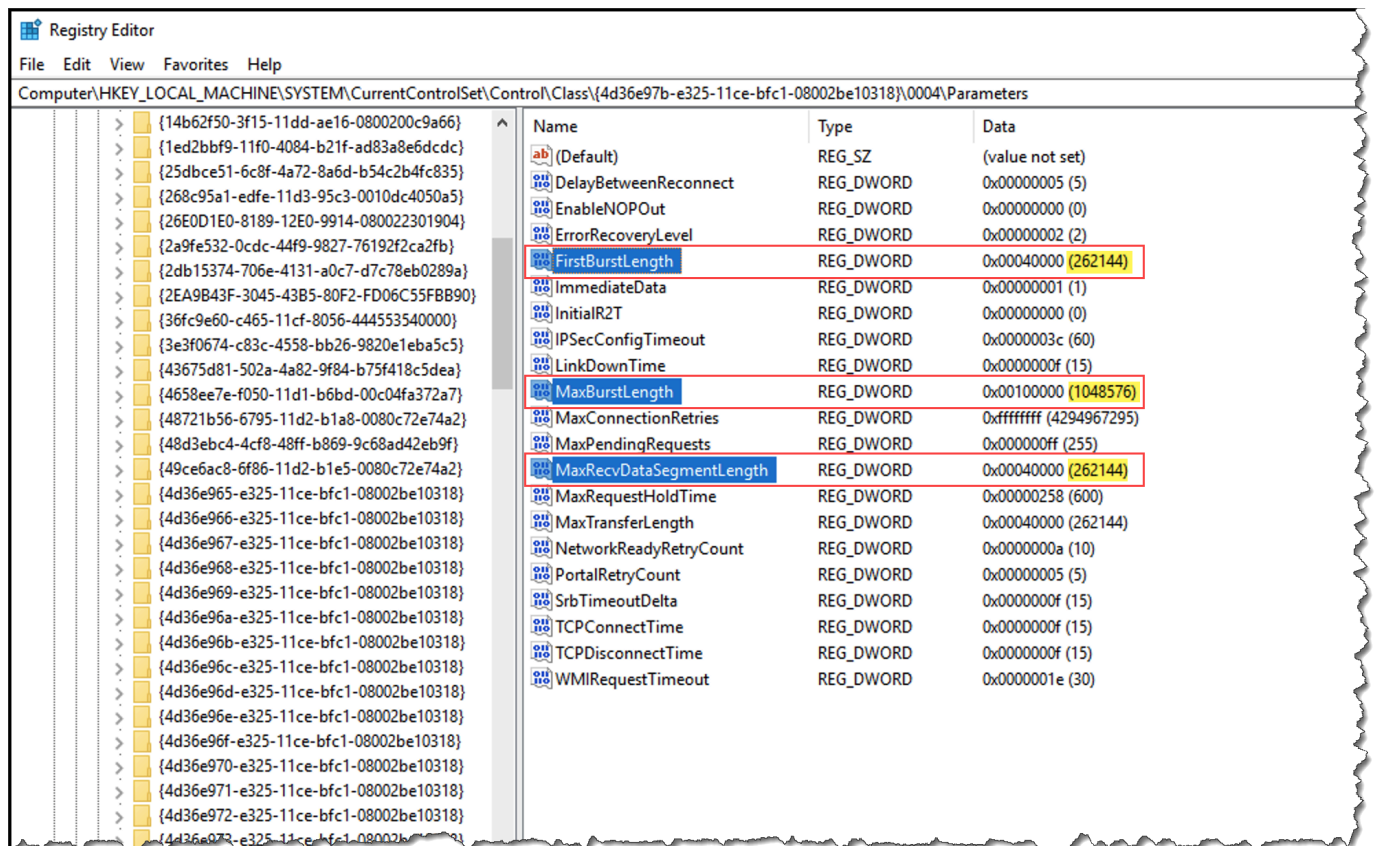 Registry Editor
File Edit View Favorites Help
Computer\HKEY_LOCAL_MACHINE\SYSTEM\CurrentControlSet\Control\Class\{4d36e97b-e325-11ce-bfc1-08002be10318}\0004\Parameters
{14b62f50-3f15-11dd-ae16-0800200c9a66}
{1ed2bbf9-11f0-4084-b21f-ad83a8e6dcdc}
{25dbce51-6c8f-4a72-8a6d-b54c2b4fc835}
{268c95a1-edfe-11d3-95c3-0010dc4050a5}
{26E0D1E0-8189-12E0-9914-080022301904}
{2a9fe532-0cdc-44f9-9827-76192f2ca2fb}
{2db15374-706e-4131-a0c7-d7c78eb0289a}
{2EA9B43F-3045-43B5-80F2-FD06C55FBB90}
{36fc9e60-c465-11cf-8056-444553540000}
{3e3f0674-c83c-4558-bb26-9820e1eba5c5}
{43675d81-502a-4a82-9f84-b75f418c5dea}
{4658ee7e-f050-11d1-b6bd-00c04fa372a7}
{48721b56-6795-11d2-b1a8-0080c72e74a2}
{48d3ebc4-4cf8-48ff-b869-9c68ad42eb9f}
{49ce6ac8-6f86-11d2-b1e5-0080c72e74a2}
{4d36e965-e325-11ce-bfc1-08002be10318}
{4d36e966-e325-11ce-bfc1-08002be10318}
{4d36e967-e325-11ce-bfc1-08002be10318}
{4d36e968-e325-11ce-bfc1-08002be10318}
{4d36e969-e325-11ce-bfc1-08002be10318}
{4d36e96a-e325-11ce-bfc1-08002be10318}
{4d36e96b-e325-11ce-bfc1-08002be10318}
{4d36e96c-e325-11ce-bfc1-08002be10318}
{4d36e96d-e325-11ce-bfc1-08002be10318}
{4d36e96e-e325-11ce-bfc1-08002be10318}
{4d36e96f-e325-11ce-bfc1-08002be10318}
{4d36e970-e325-11ce-bfc1-08002be10318}
{4d36e971-e325-11ce-bfc1-08002be10318}
{4d36e972-e325-11ce-bfc1-08002be10318}
Name Type Data
(Default) REG_SZ (value not set)
DelayBetweenReconnect REG_DWORD 0x00000005 (5)
EnableNOPOut REG_DWORD 0x00000000 (0)
ErrorRecoveryLevel REG_DWORD 0x00000002 (2)
FirstBurstLength REG_DWORD 0x00040000 (262144)
ImmediateData REG_DWORD 0x00000001 (1)
InitialR2T REG_DWORD 0x00000000 (0)
IPSecConfigTimeout REG_DWORD 0x0000003c (60)
LinkDownTime REG_DWORD 0x0000000f (15)
MaxBurstLength REG_DWORD 0x00100000 (1048576)
MaxConnectionRetries REG_DWORD 0xffffffff (4294967295)
MaxPendingRequests REG_DWORD 0x000000ff (255)
MaxRecvDataSegmentLength REG_DWORD 0x00040000 (262144)
MaxRequestHoldTime REG_DWORD 0x00000258 (600)
MaxTransferLength REG_DWORD 0x00040000 (262144)
NetworkReadyRetryCount REG_DWORD 0x0000000a (10)
PortalRetryCount REG_DWORD 0x00000005 (5)
SrbTimeoutDelta REG_DWORD 0x0000000f (15)
TCPConnectTime REG_DWORD 0x0000000f (15)
TCPDisconnectTime REG_DWORD 0x0000000f (15)
WMIRequestTimeout REG_DWORD 0x0000001e (30)